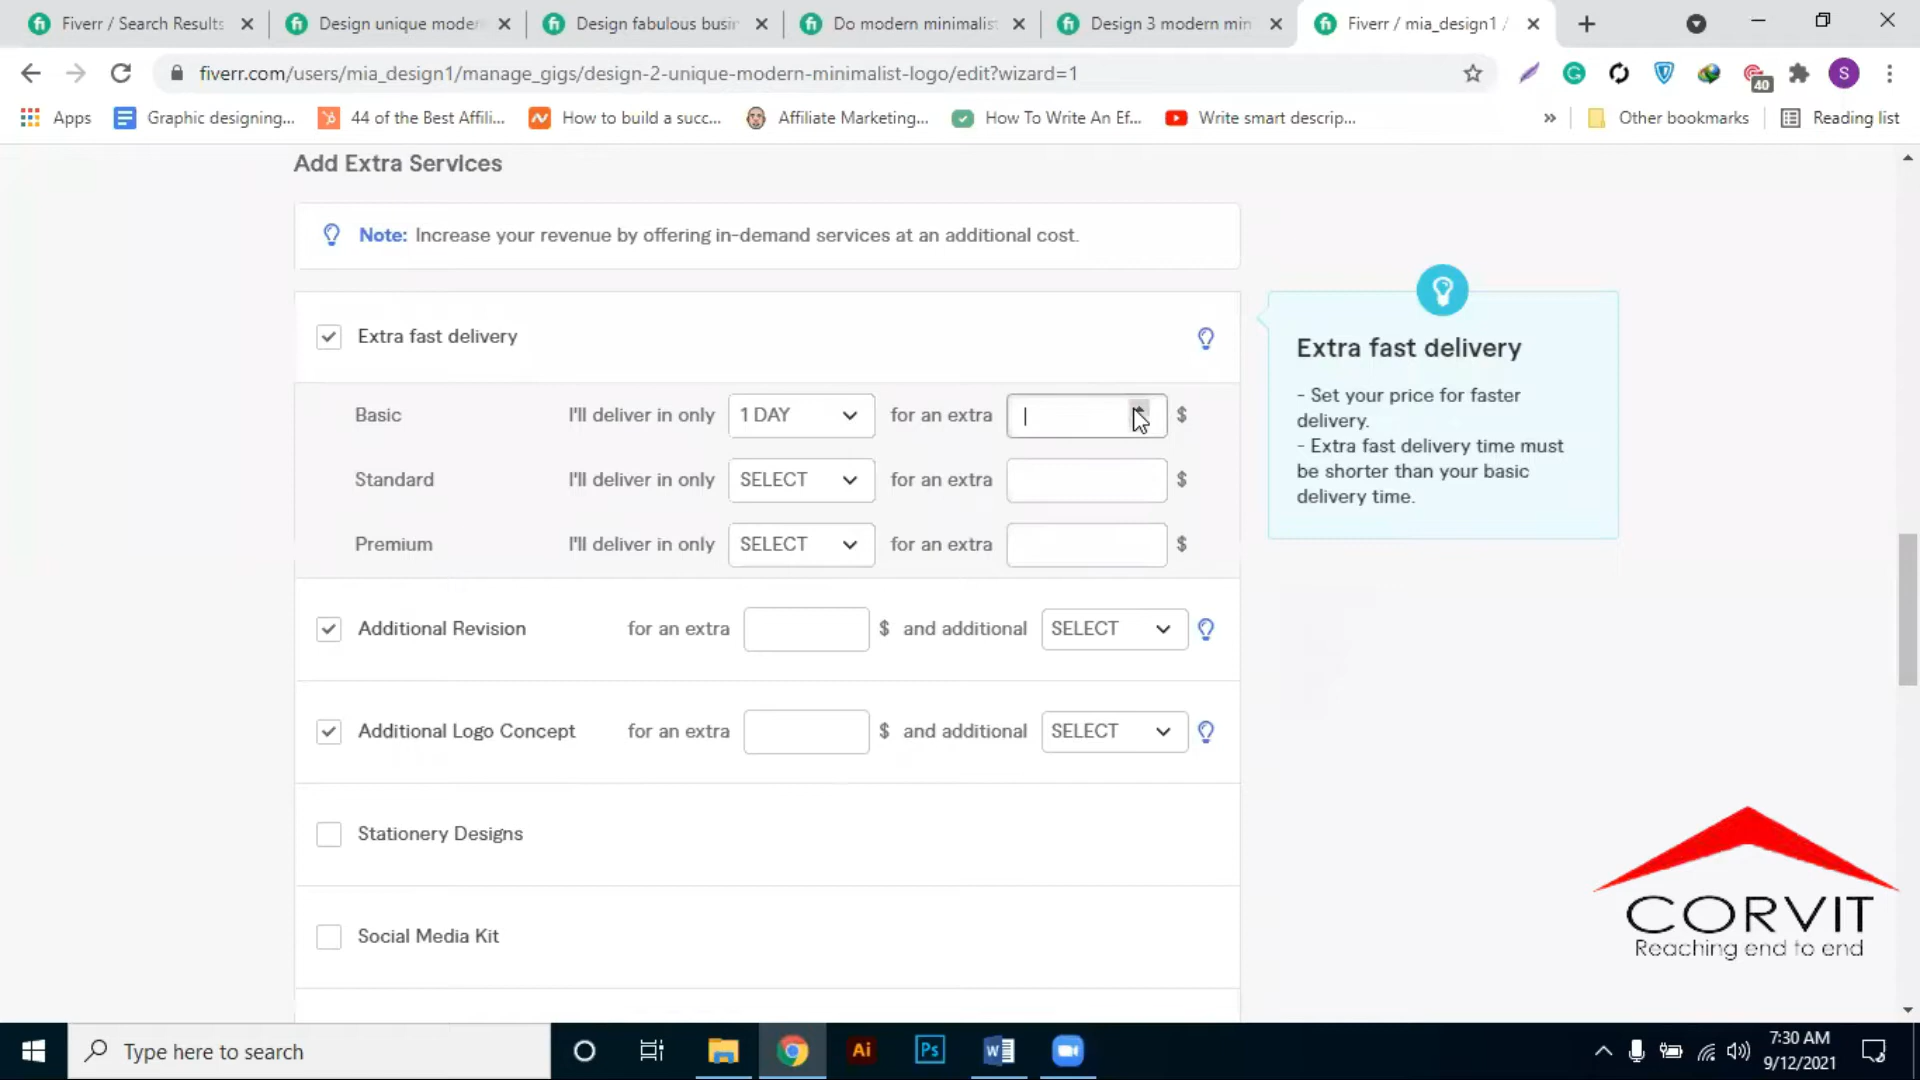 Fiverr / Search Results
Design unique moder
Design fabulous busin
Do modern minimalis
Design 3 modern min
Fiverr / mia_design1 /
fiverr.com/users/mia_design1/manage_gigs/design-2-unique-modern-minimalist-logo/edit?wizard=1
40
S
Apps
Graphic designing...
44 of the Best Affili...
How to build a succ...
Affiliate Marketing...
How To Write An Ef...
Write smart descrip...
»
Other bookmarks
Reading list
Add Extra Services
Note: Increase your revenue by offering in-demand services at an additional cost.
Extra fast delivery
Basic I'll deliver in only 1 DAY for an extra $
Standard I'll deliver in only SELECT for an extra $
Premium I'll deliver in only SELECT for an extra $
Extra fast delivery
- Set your price for faster
delivery.
- Extra fast delivery time must
be shorter than your basic
delivery time.
Additional Revision for an extra $ and additional SELECT
Additional Logo Concept for an extra $ and additional SELECT
Stationery Designs
Social Media Kit
CORVIT
Reaching end to end
Type here to search
Ai
Ps
W
7:30 AM
9/12/2021